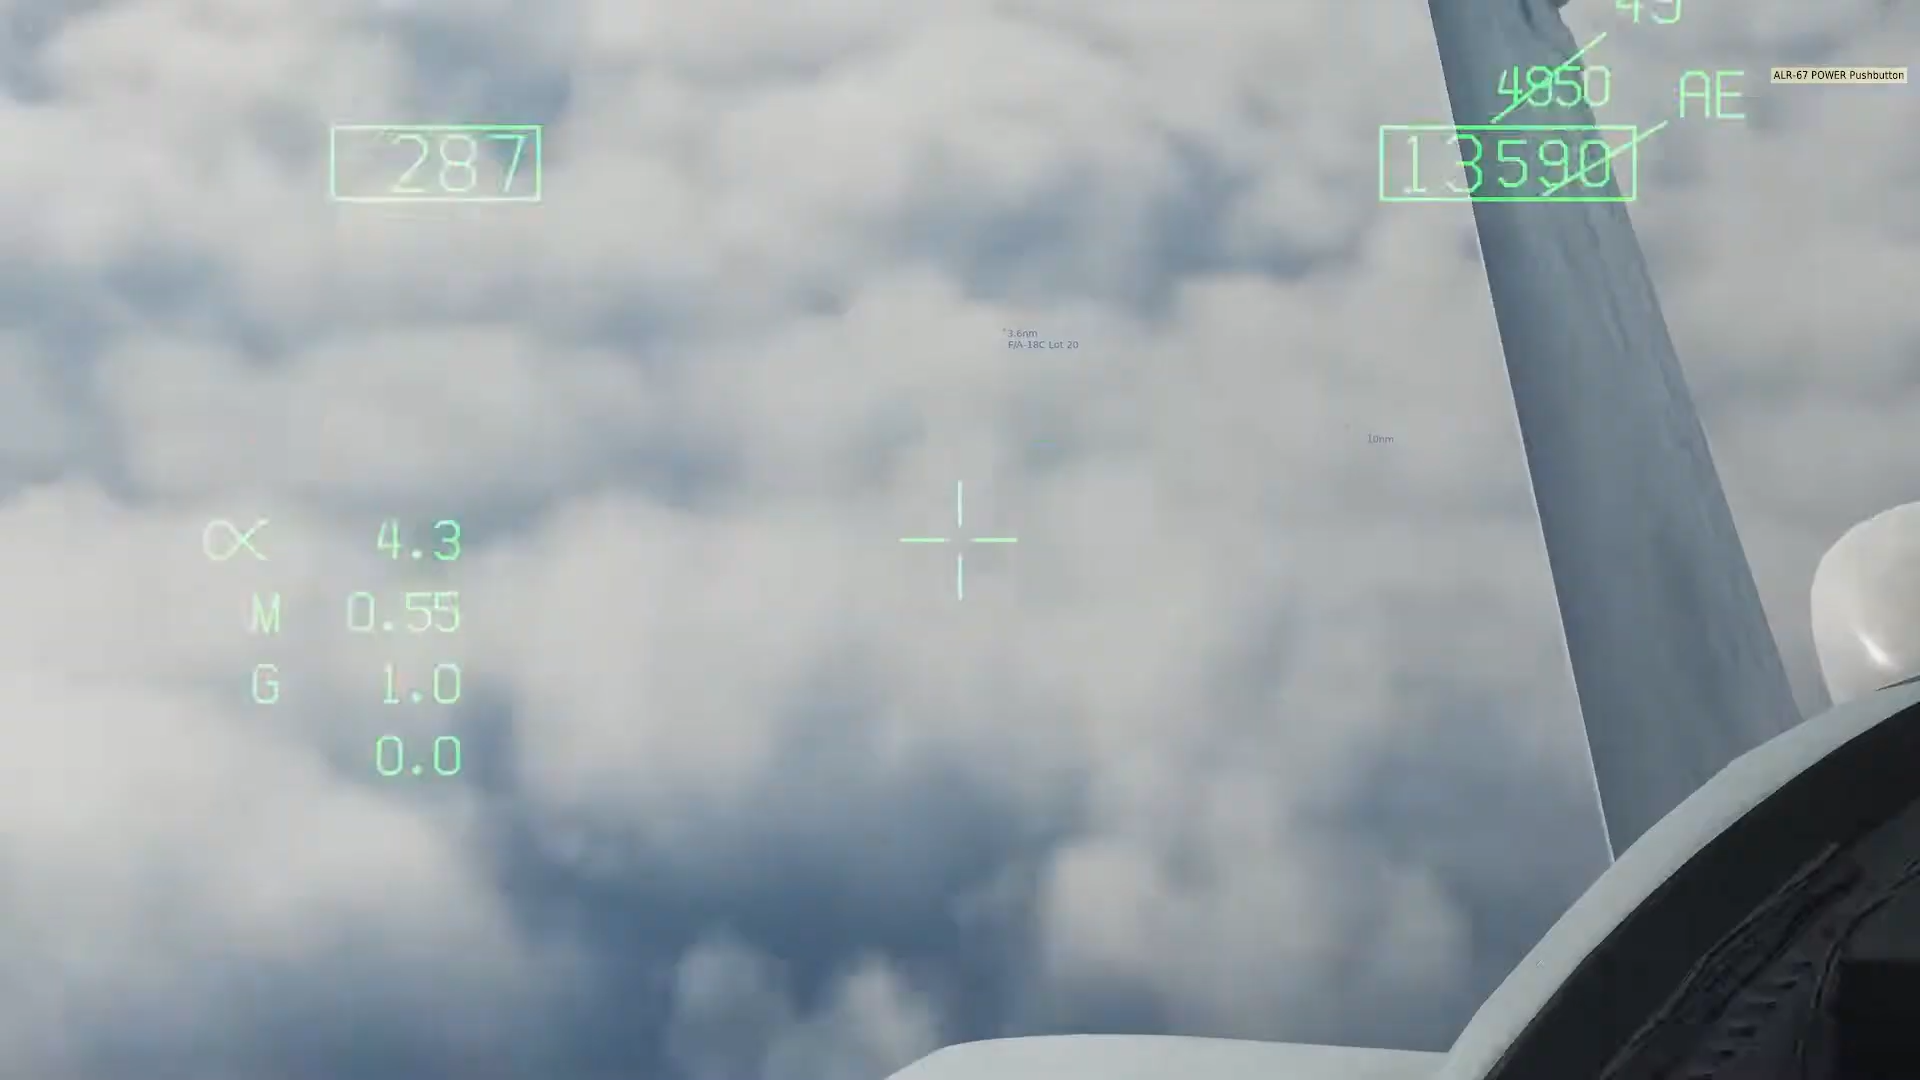 4850 AE
ALR-67 POWER Pushbutton
287
13590
3.6nm
F/A-18C Lot 20
10nm
α 4.3
M 0.55
G 1.0
0.0